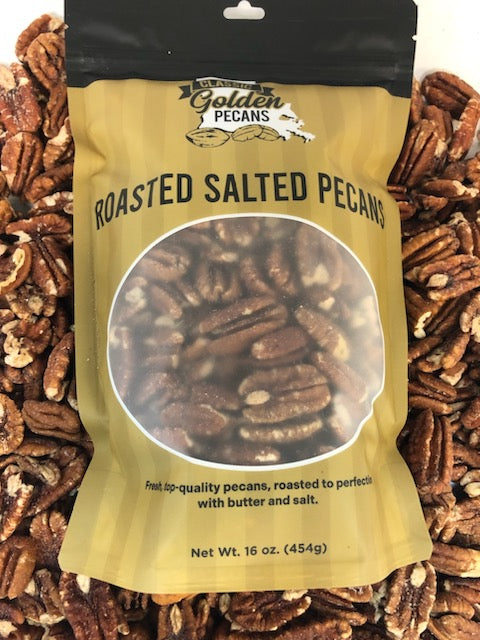 CLASSIC
Golden
PECANS
ROASTED SALTED PECANS
Fresh, top-quality pecans, roasted to perfectio
with butter and salt.
Net Wt. 16 oz. (454g)